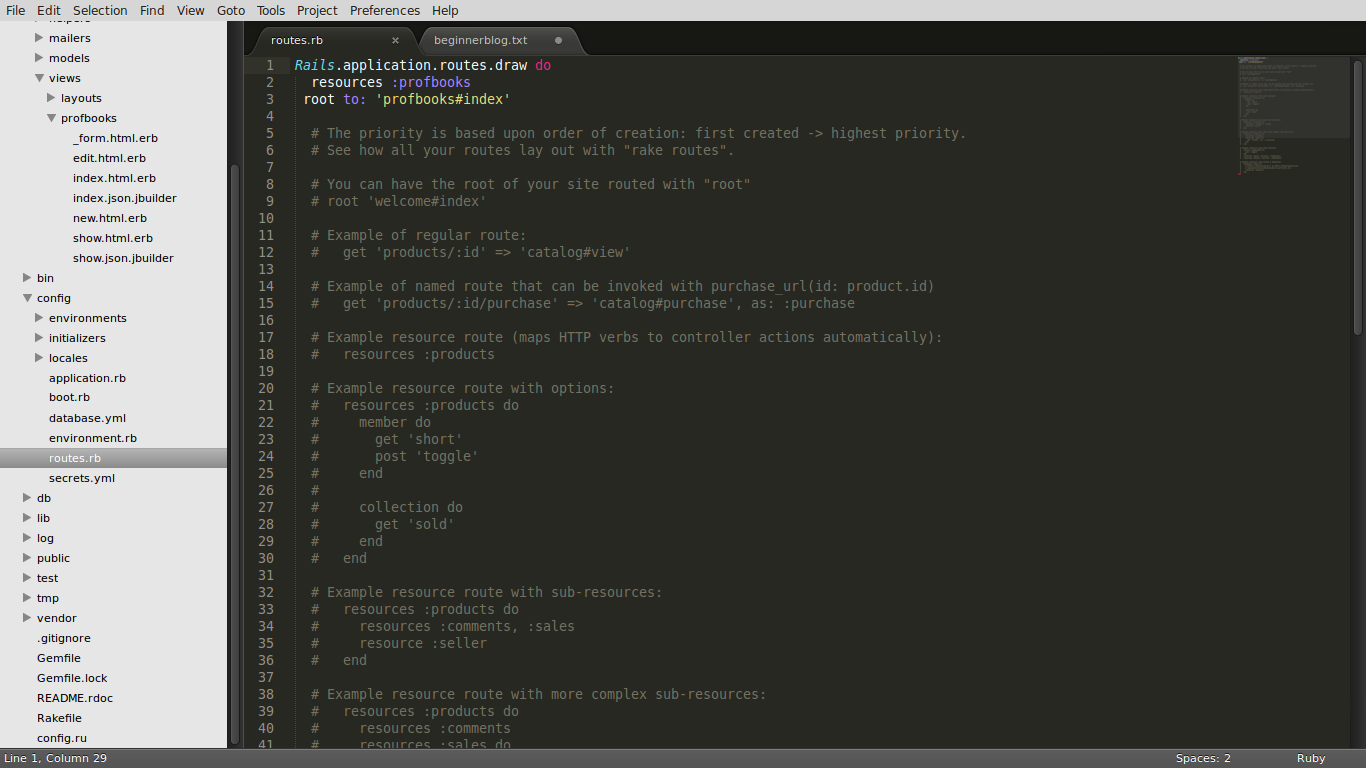 File Edit Selection Find View Goto Tools Project Preferences Help
helpers
mailers
models
views
layouts
profbooks
_form.html.erb
edit.html.erb
index.html.erb
index.json.jbuilder
new.html.erb
show.html.erb
show.json.jbuilder
bin
config
environments
initializers
locales
application.rb
boot.rb
database.yml
environment.rb
routes.rb
secrets.yml
db
lib
log
public
test
tmp
vendor
.gitignore
Gemfile
Gemfile.lock
README.rdoc
Rakefile
config.ru
routes.rb × beginnerblog.txt
1 Rails.application.routes.draw do
2   resources :profbooks
3  root to: 'profbooks#index'
4
5   # The priority is based upon order of creation: first created -> highest priority.
6   # See how all your routes lay out with "rake routes".
7
8   # You can have the root of your site routed with "root"
9   # root 'welcome#index'
10
11   # Example of regular route:
12   #   get 'products/:id' => 'catalog#view'
13
14   # Example of named route that can be invoked with purchase_url(id: product.id)
15   #   get 'products/:id/purchase' => 'catalog#purchase', as: :purchase
16
17   # Example resource route (maps HTTP verbs to controller actions automatically):
18   #   resources :products
19
20   # Example resource route with options:
21   #   resources :products do
22   #     member do
23   #       get 'short'
24   #       post 'toggle'
25   #     end
26   #
27   #     collection do
28   #       get 'sold'
29   #     end
30   #   end
31
32   # Example resource route with sub-resources:
33   #   resources :products do
34   #     resources :comments, :sales
35   #     resource :seller
36   #   end
37
38   # Example resource route with more complex sub-resources:
39   #   resources :products do
40   #     resources :comments
41   #     resources :sales do
Line 1, Column 29 Spaces: 2 Ruby